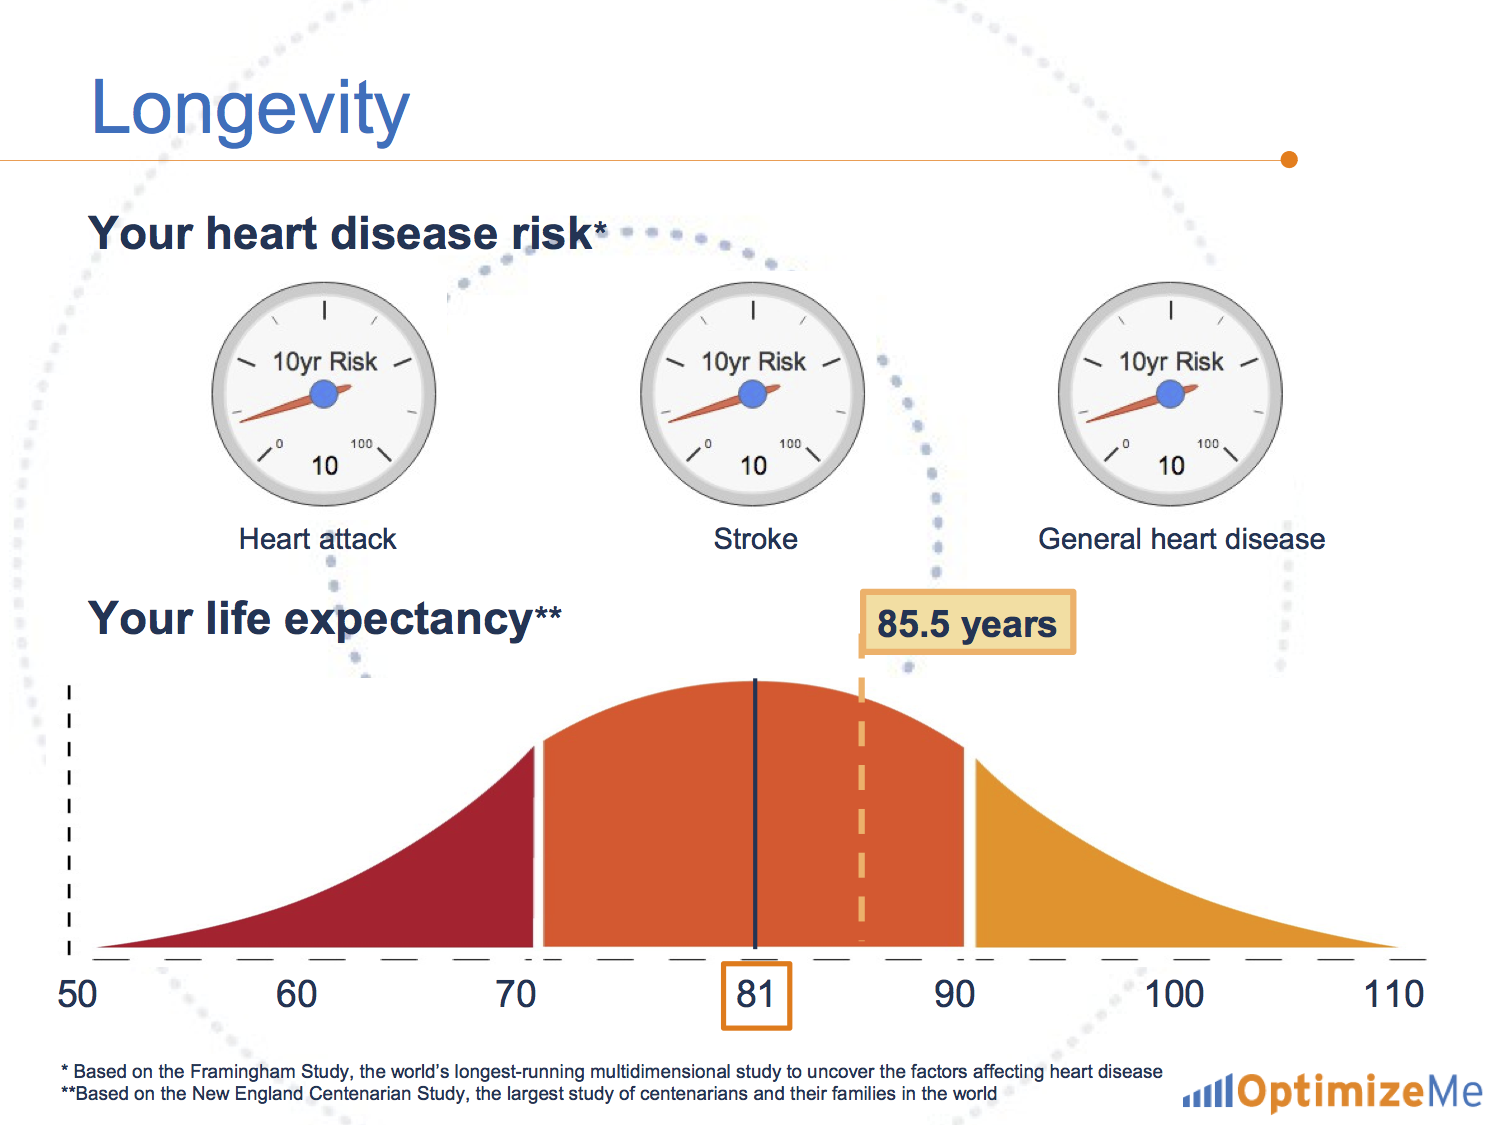 Longevity
Your heart disease risk*
10yr Risk
0 100
10
10yr Risk
0 100
10
10yr Risk
0 100
10
Heart attack
Stroke
General heart disease
Your life expectancy**
85.5 years
50 60 70 81 90 100 110
* Based on the Framingham Study, the world’s longest-running multidimensional study to uncover the factors affecting heart disease
**Based on the New England Centenarian Study, the largest study of centenarians and their families in the world
OptimizeMe